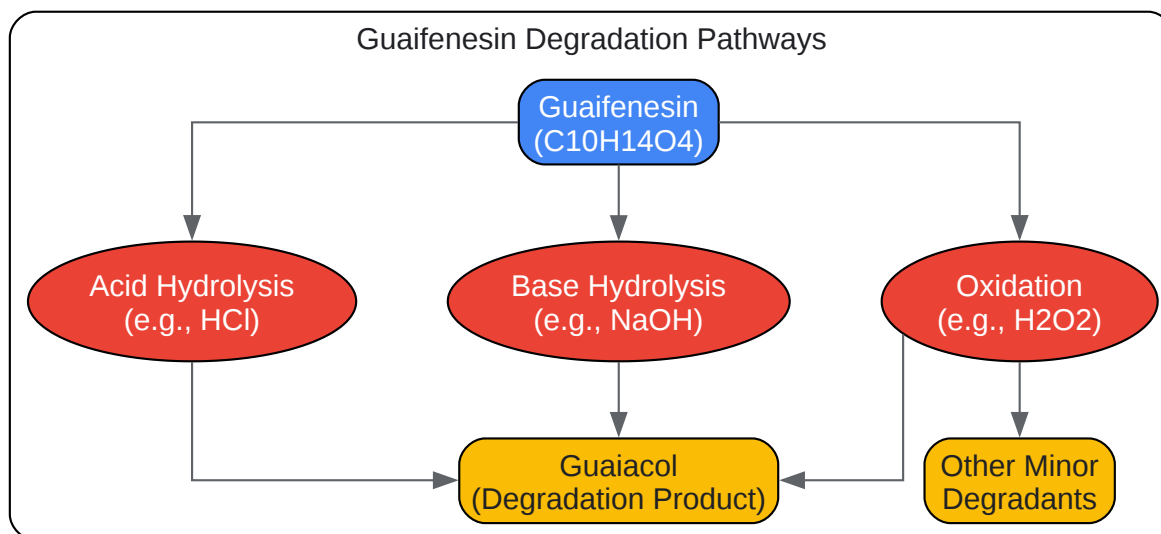 Guaifenesin Degradation Pathways
Guaifenesin
(C10H14O4)
Acid Hydrolysis
(e.g., HCl)
Base Hydrolysis
(e.g., NaOH)
Oxidation
(e.g., H2O2)
Guaiacol
(Degradation Product)
Other Minor
Degradants